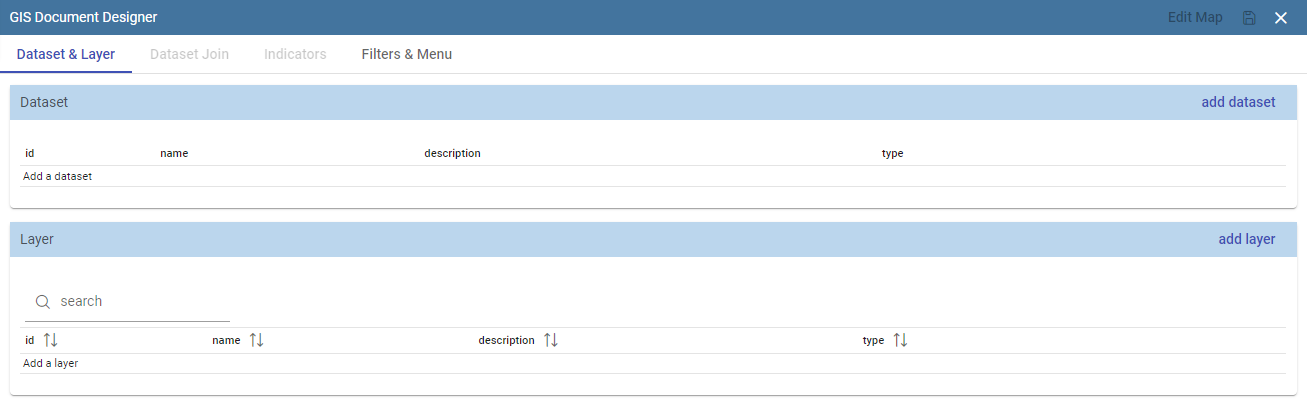 GIS Document Designer Edit Map
Dataset & Layer Dataset Join Indicators Filters & Menu
Dataset add dataset
id name description type
Add a dataset
Layer add layer
search
id name description type
Add a layer